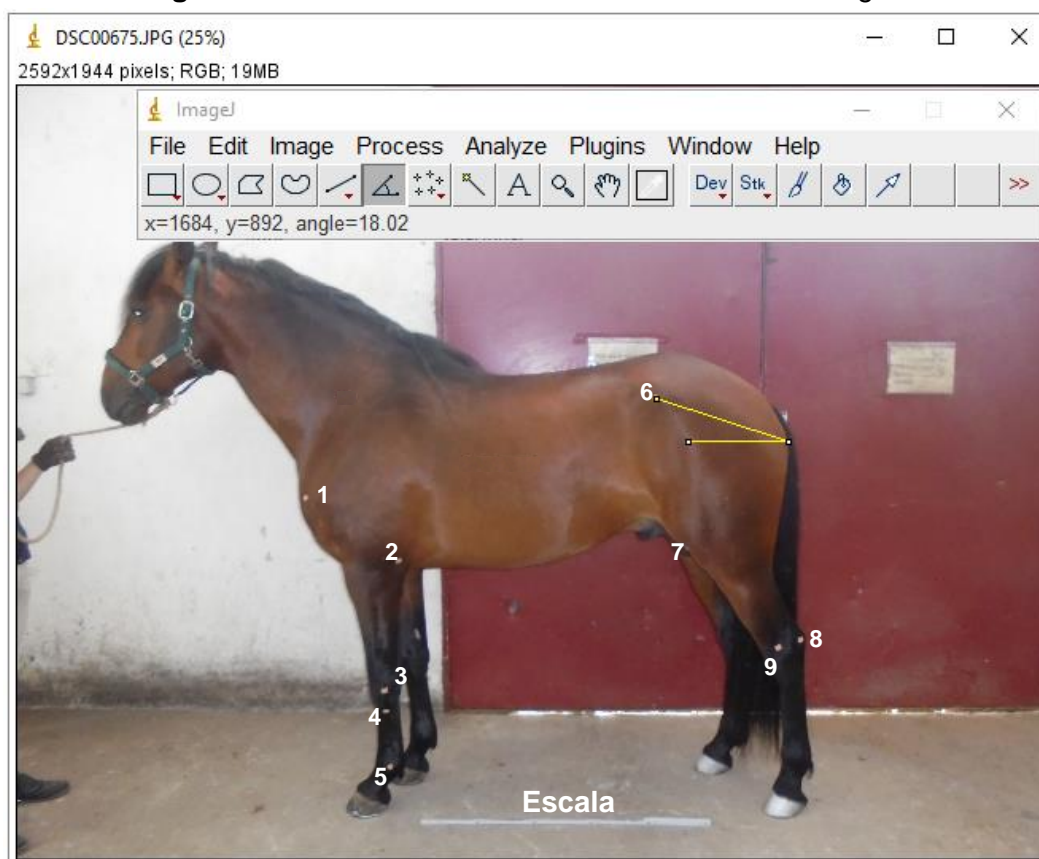 DSC00675.JPG (25%)
2592x1944 pixels; RGB; 19MB
ImageJ
File Edit Image Process Analyze Plugins Window Help
A Dev Stk >>
x=1684, y=892, angle=18.02
6
1
2
7
8
9
3
4
5
Escala